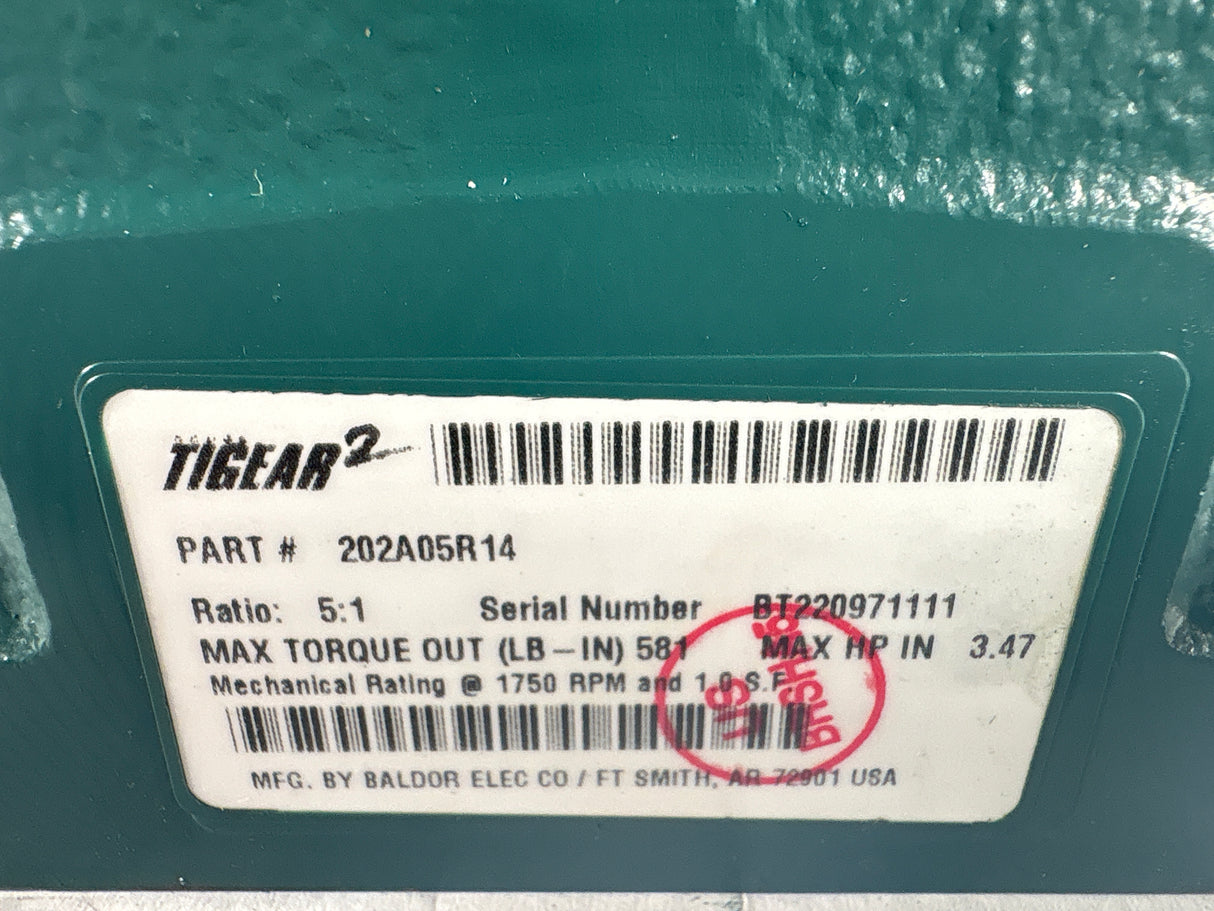 TIGEAR2
PART # 202A05R14
Ratio: 5:1 Serial Number BT220971111
MAX TORQUE OUT (LB-IN) 581 MAX HP IN 3.47
Mechanical Rating @ 1750 RPM and 1.0 S.F.
MFG. BY BALDOR ELEC CO / FT SMITH, AR 72901 USA